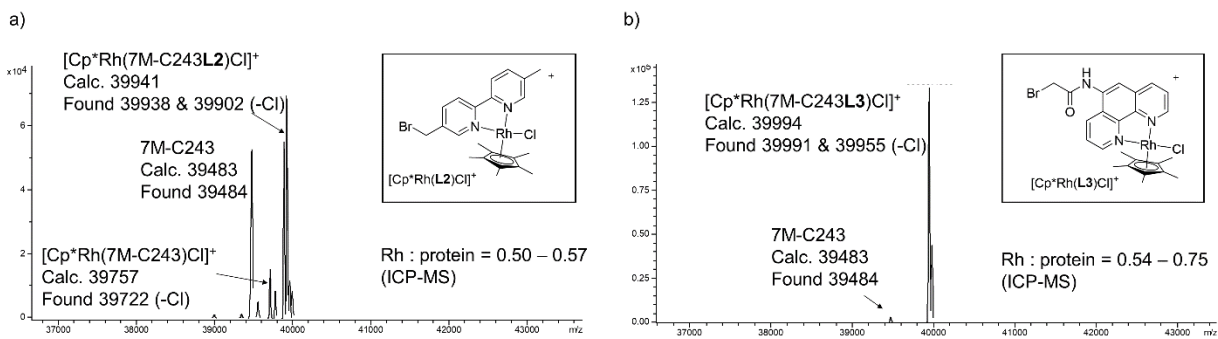 a)
[Cp*Rh(7M-C243L2)Cl]+
Calc. 39941
Found 39938 & 39902 (-Cl)
x10⁴
8
6
4
2
0
7M-C243
Calc. 39483
Found 39484
[Cp*Rh(7M-C243)Cl]+
Calc. 39757
Found 39722 (-Cl)
37000 38000 39000 40000 41000 42000 43000 m/z
+
Br
N
N
Rh
Cl
[Cp*Rh(L2)Cl]+
Rh : protein = 0.50 – 0.57
(ICP-MS)
b)
x10⁵
1.25
1.00
0.75
0.50
0.25
0.00
[Cp*Rh(7M-C243L3)Cl]+
Calc. 39994
Found 39991 & 39955 (-Cl)
7M-C243
Calc. 39483
Found 39484
37000 38000 39000 40000 41000 42000 43000 m/z
+
Br
O
NH
N
N
Rh
Cl
[Cp*Rh(L3)Cl]+
Rh : protein = 0.54 – 0.75
(ICP-MS)